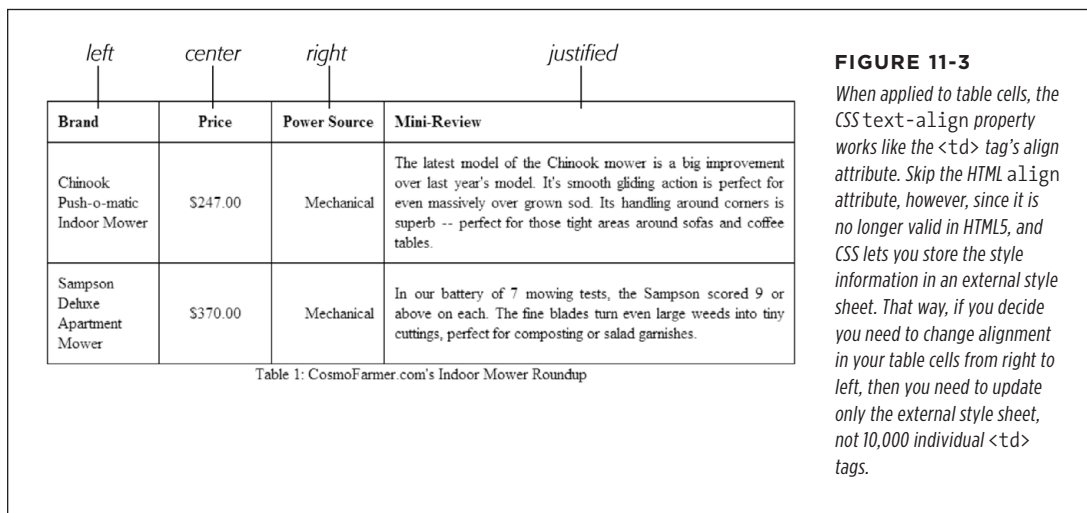 left center right justified
Brand Price Power Source Mini-Review
Chinook
Push-o-matic
Indoor Mower
$247.00
Mechanical
The latest model of the Chinook mower is a big improvement
over last year's model. It's smooth gliding action is perfect for
even massively over grown sod. Its handling around corners is
superb -- perfect for those tight areas around sofas and coffee
tables.
Sampson
Deluxe
Apartment
Mower
$370.00
Mechanical
In our battery of 7 mowing tests, the Sampson scored 9 or
above on each. The fine blades turn even large weeds into tiny
cuttings, perfect for composting or salad garnishes.
Table 1: CosmoFarmer.com's Indoor Mower Roundup
FIGURE 11-3
When applied to table cells, the
CSS text-align property
works like the <td> tag's align
attribute. Skip the HTML align
attribute, however, since it is
no longer valid in HTML5, and
CSS lets you store the style
information in an external style
sheet. That way, if you decide
you need to change alignment
in your table cells from right to
left, then you need to update
only the external style sheet,
not 10,000 individual <td>
tags.